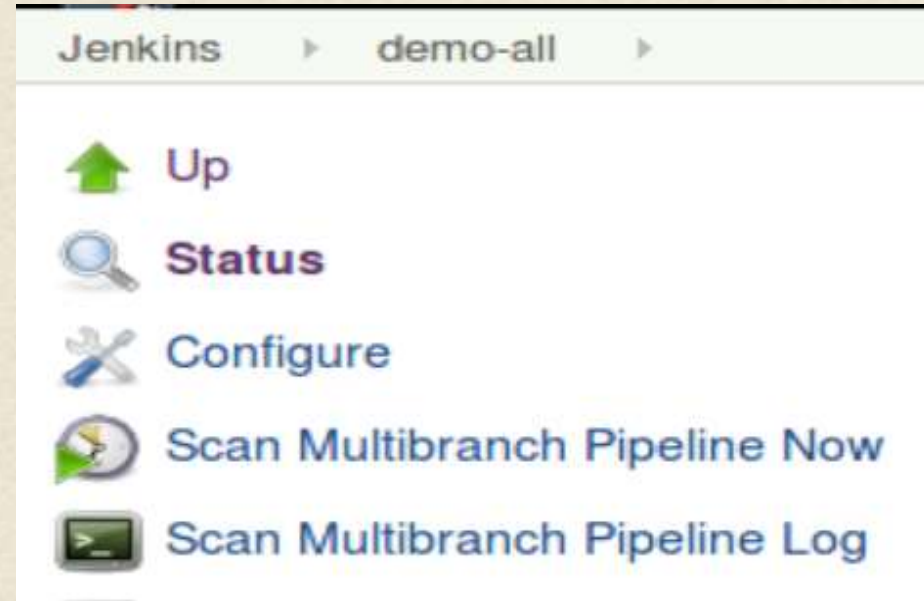 Jenkins demo-all
Up
Status
Configure
Scan Multibranch Pipeline Now
Scan Multibranch Pipeline Log